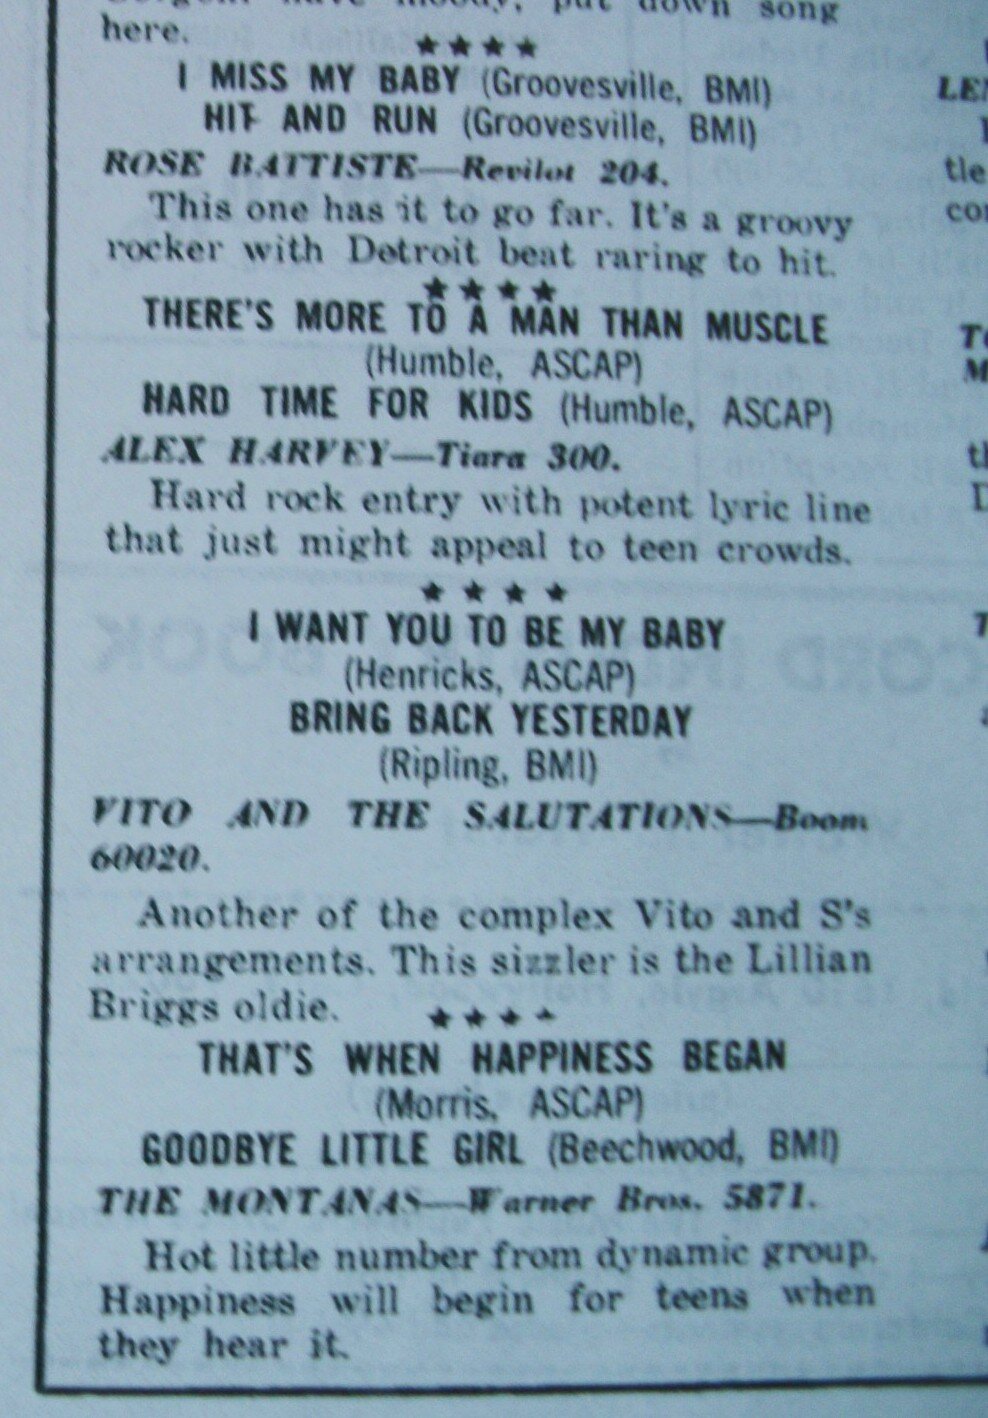 put down song
here.
★★★★
I MISS MY BABY (Groovesville, BMI)
HIT AND RUN (Groovesville, BMI)
ROSE BATTISTE—Revilot 204.
This one has it to go far. It's a groovy
rocker with Detroit beat raring to hit.
★★★★
THERE'S MORE TO A MAN THAN MUSCLE
(Humble, ASCAP)
HARD TIME FOR KIDS (Humble, ASCAP)
ALEX HARVEY—Tiara 300.
Hard rock entry with potent lyric line
that just might appeal to teen crowds.
★★★★
I WANT YOU TO BE MY BABY
(Henricks, ASCAP)
BRING BACK YESTERDAY
(Ripling, BMI)
VITO AND THE SALUTATIONS—Boom
60020.
Another of the complex Vito and S's
arrangements. This sizzler is the Lillian
Briggs oldie.
★★★★
THAT'S WHEN HAPPINESS BEGAN
(Morris, ASCAP)
GOODBYE LITTLE GIRL (Beechwood, BMI)
THE MONTANAS—Warner Bros. 5871.
Hot little number from dynamic group.
Happiness will begin for teens when
they hear it.